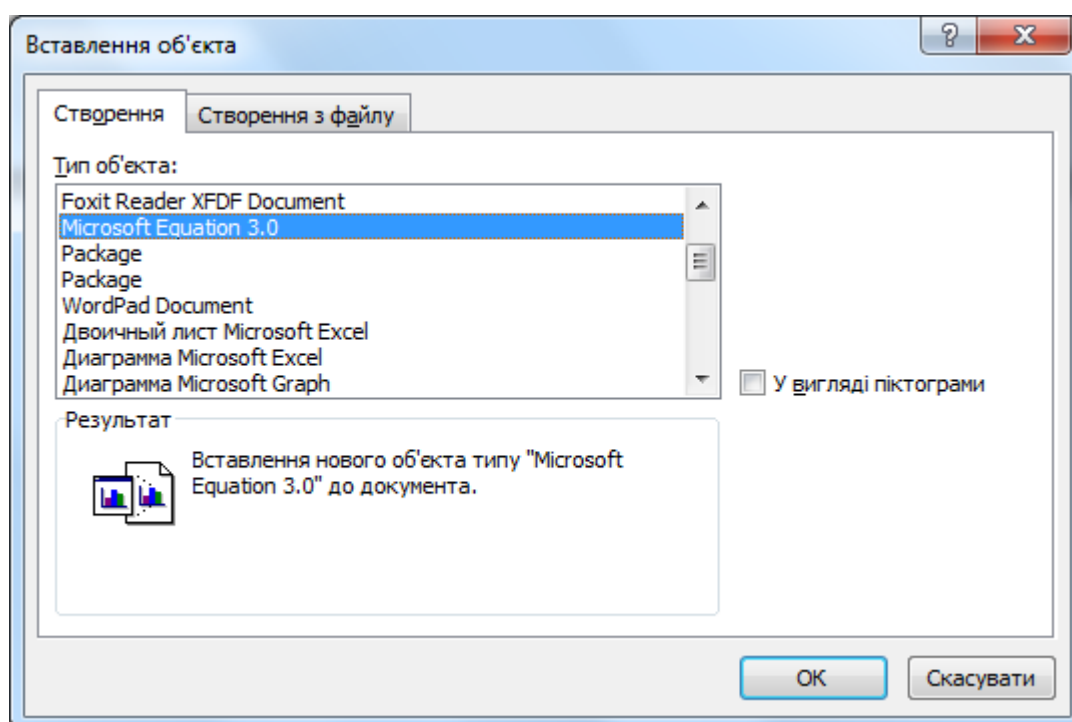 Вставлення об'єкта
Створення
Створення з файлу
Тип об'єкта:
Foxit Reader XFDF Document
Microsoft Equation 3.0
Package
Package
WordPad Document
Двоичный лист Microsoft Excel
Диаграмма Microsoft Excel
Диаграмма Microsoft Graph
У вигляді піктограми
Результат
Вставлення нового об'єкта типу "Microsoft
Equation 3.0" до документа.
ОК
Скасувати